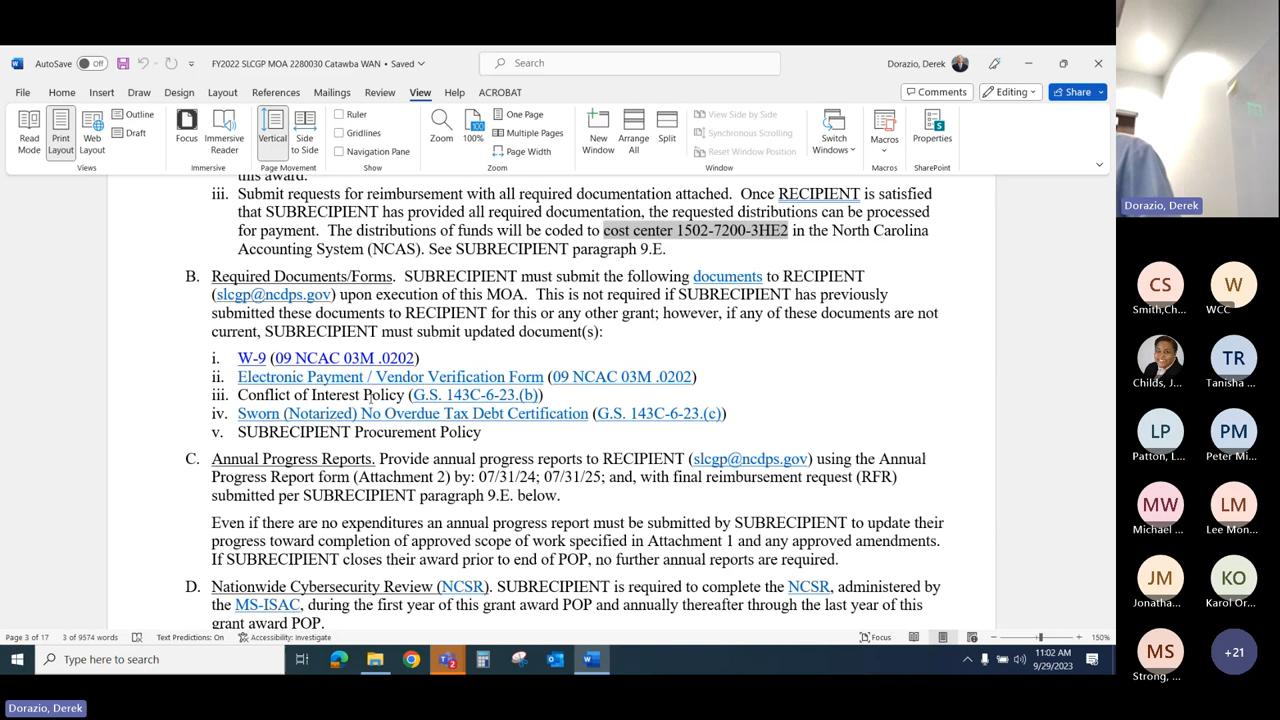 AutoSave Off FY2022 SLCGP MOA 2280030 Catawba WAN • Saved Search Dorazio, Derek
File Home Insert Draw Design Layout References Mailings Review View Help ACROBAT Comments Editing Share
Read Mode Print Layout Web Layout Outline Draft Focus Immersive Reader Vertical Side to Side Ruler Gridlines Navigation Pane Zoom 100% One Page Multiple Pages Page Width New Window Arrange All Split View Side by Side Synchronous Scrolling Reset Window Position Switch Windows Macros Properties
Views Immersive Page Movement Show Zoom Window Macros SharePoint
this award.
iii. Submit requests for reimbursement with all required documentation attached. Once RECIPIENT is satisfied
that SUBRECIPIENT has provided all required documentation, the requested distributions can be processed
for payment. The distributions of funds will be coded to cost center 1502-7200-3HE2 in the North Carolina
Accounting System (NCAS). See SUBRECIPIENT paragraph 9.E.
B. Required Documents/Forms. SUBRECIPIENT must submit the following documents to RECIPIENT
(slcgp@ncdps.gov) upon execution of this MOA. This is not required if SUBRECIPIENT has previously
submitted these documents to RECIPIENT for this or any other grant; however, if any of these documents are not
current, SUBRECIPIENT must submit updated document(s):
i. W-9 (09 NCAC 03M .0202)
ii. Electronic Payment / Vendor Verification Form (09 NCAC 03M .0202)
iii. Conflict of Interest Policy (G.S. 143C-6-23.(b))
iv. Sworn (Notarized) No Overdue Tax Debt Certification (G.S. 143C-6-23.(c))
v. SUBRECIPIENT Procurement Policy
C. Annual Progress Reports. Provide annual progress reports to RECIPIENT (slcgp@ncdps.gov) using the Annual
Progress Report form (Attachment 2) by: 07/31/24; 07/31/25; and, with final reimbursement request (RFR)
submitted per SUBRECIPIENT paragraph 9.E. below.
Even if there are no expenditures an annual progress report must be submitted by SUBRECIPIENT to update their
progress toward completion of approved scope of work specified in Attachment 1 and any approved amendments.
If SUBRECIPIENT closes their award prior to end of POP, no further annual reports are required.
D. Nationwide Cybersecurity Review (NCSR). SUBRECIPIENT is required to complete the NCSR, administered by
the MS-ISAC, during the first year of this grant award POP and annually thereafter through the last year of this
grant award POP.
Page 3 of 17 3 of 9574 words Text Predictions: On Accessibility: Investigate Focus 150%
Type here to search 11:02 AM
9/29/2023
Dorazio, Derek
Dorazio, Derek
CS W
Smith,Ch... WCC
TR
Childs, J... Tanisha ...
LP PM
Patton, L... Peter Mi...
MW LM
Michael ... Lee Mon...
JM KO
Jonatha... Karol Or...
MS +21
Strong, ...